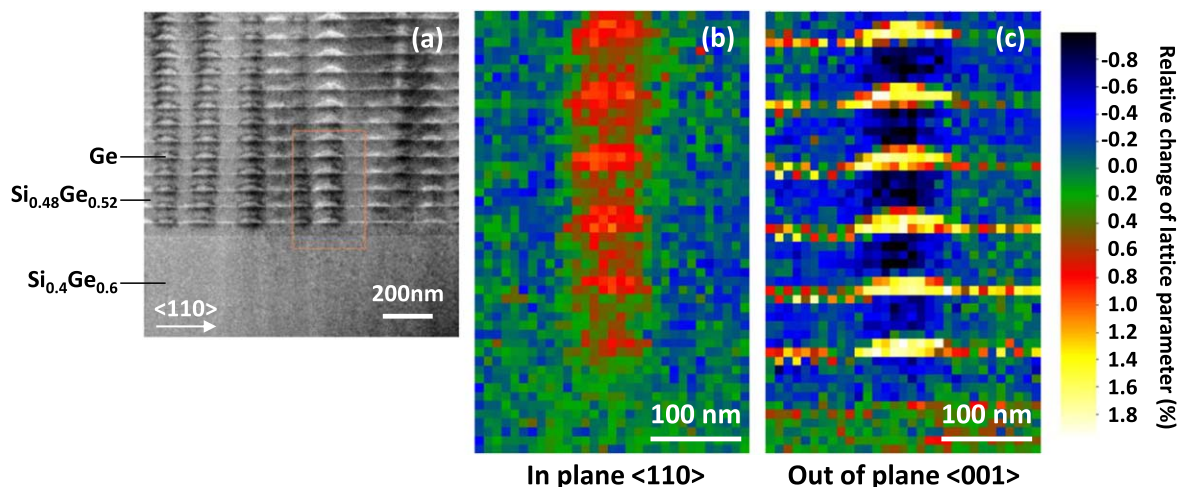 (a)
(b)
(c)
Ge
Si0.48Ge0.52
Si0.4Ge0.6
<110>
200nm
100 nm
100 nm
In plane <110>
Out of plane <001>
-0.8
-0.6
-0.4
-0.2
0.0
0.2
0.4
0.6
0.8
1.0
1.2
1.4
1.6
1.8
Relative change of lattice parameter (%)